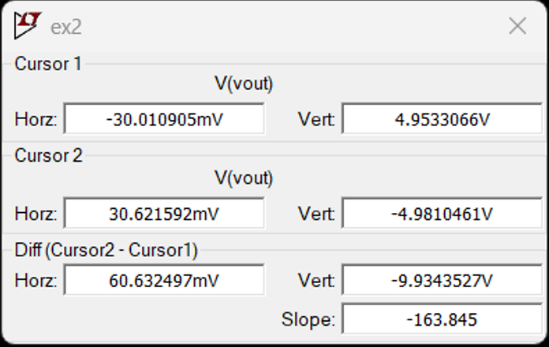 ex2
Cursor 1
V(vout)
Horz: -30.010905mV Vert: 4.9533066V
Cursor 2
V(vout)
Horz: 30.621592mV Vert: -4.9810461V
Diff (Cursor2 - Cursor1)
Horz: 60.632497mV Vert: -9.9343527V
Slope: -163.845